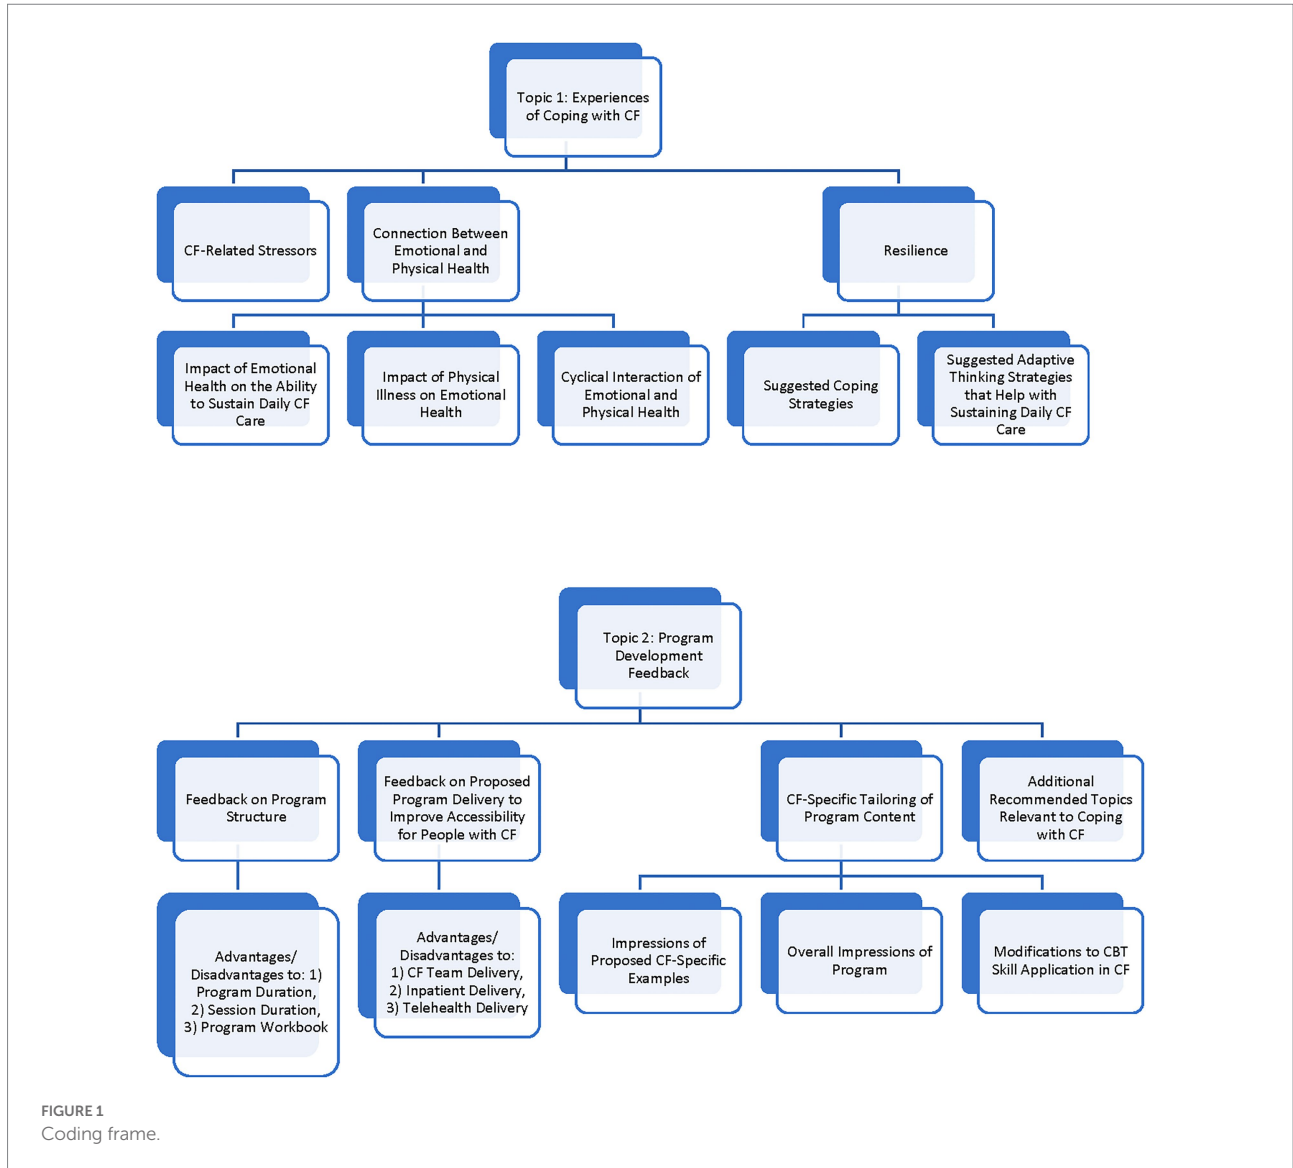 Topic 1: Experiences
of Coping with CF
CF-Related Stressors
Connection Between
Emotional and
Physical Health
Resilience
Impact of Emotional
Health on the Ability
to Sustain Daily CF
Care
Impact of Physical
Illness on Emotional
Health
Cyclical Interaction of
Emotional and
Physical Health
Suggested Coping
Strategies
Suggested Adaptive
Thinking Strategies
that Help with
Sustaining Daily CF
Care
Topic 2: Program
Development
Feedback
Feedback on Program
Structure
Feedback on Proposed
Program Delivery to
Improve Accessibility
for People with CF
CF-Specific Tailoring of
Program Content
Additional
Recommended Topics
Relevant to Coping
with CF
Advantages/
Disadvantages to: 1)
Program Duration,
2) Session Duration,
3) Program Workbook
Advantages/
Disadvantages to:
1) CF Team Delivery,
2) Inpatient Delivery,
3) Telehealth Delivery
Impressions of
Proposed CF-Specific
Examples
Overall Impressions of
Program
Modifications to CBT
Skill Application in CF
FIGURE 1
Coding frame.